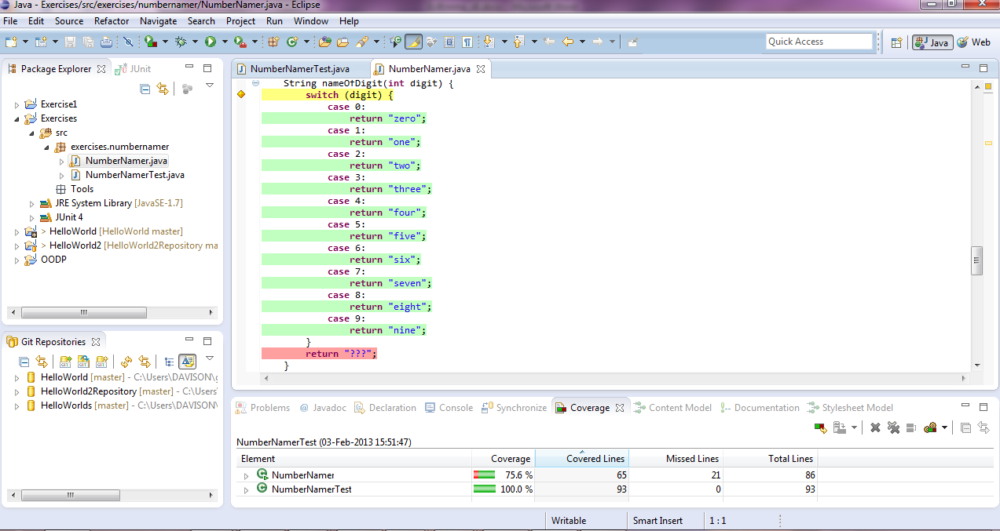 Java - Exercises/src/exercises/numbernamer/NumberNamer.java - Eclipse
File Edit Source Refactor Navigate Search Project Run Window Help
Quick Access Java Web
Package Explorer JUnit
Exercise1
Exercises
src
exercises.numbernamer
NumberNamer.java
NumberNamerTest.java
Tools
JRE System Library [JavaSE-1.7]
JUnit 4
> HelloWorld [HelloWorld master]
> HelloWorld2 [HelloWorld2Repository ma
OODP
Git Repositories
HelloWorld [master] - C:\Users\DAVISON\g
HelloWorld2Repository [master] - C:\Users
HelloWorlds [master] - C:\Users\DAVISON\
NumberNamerTest.java NumberNamer.java
String nameOfDigit(int digit) {
switch (digit) {
case 0:
return "zero";
case 1:
return "one";
case 2:
return "two";
case 3:
return "three";
case 4:
return "four";
case 5:
return "five";
case 6:
return "six";
case 7:
return "seven";
case 8:
return "eight";
case 9:
return "nine";
}
return "???";
}
Problems @ Javadoc Declaration Console Synchronize Coverage Content Model Documentation Stylesheet Model
NumberNamerTest (03-Feb-2013 15:51:47)
Element Coverage Covered Lines Missed Lines Total Lines
NumberNamer 75.6 % 65 21 86
NumberNamerTest 100.0 % 93 0 93
Writable Smart Insert 1 : 1